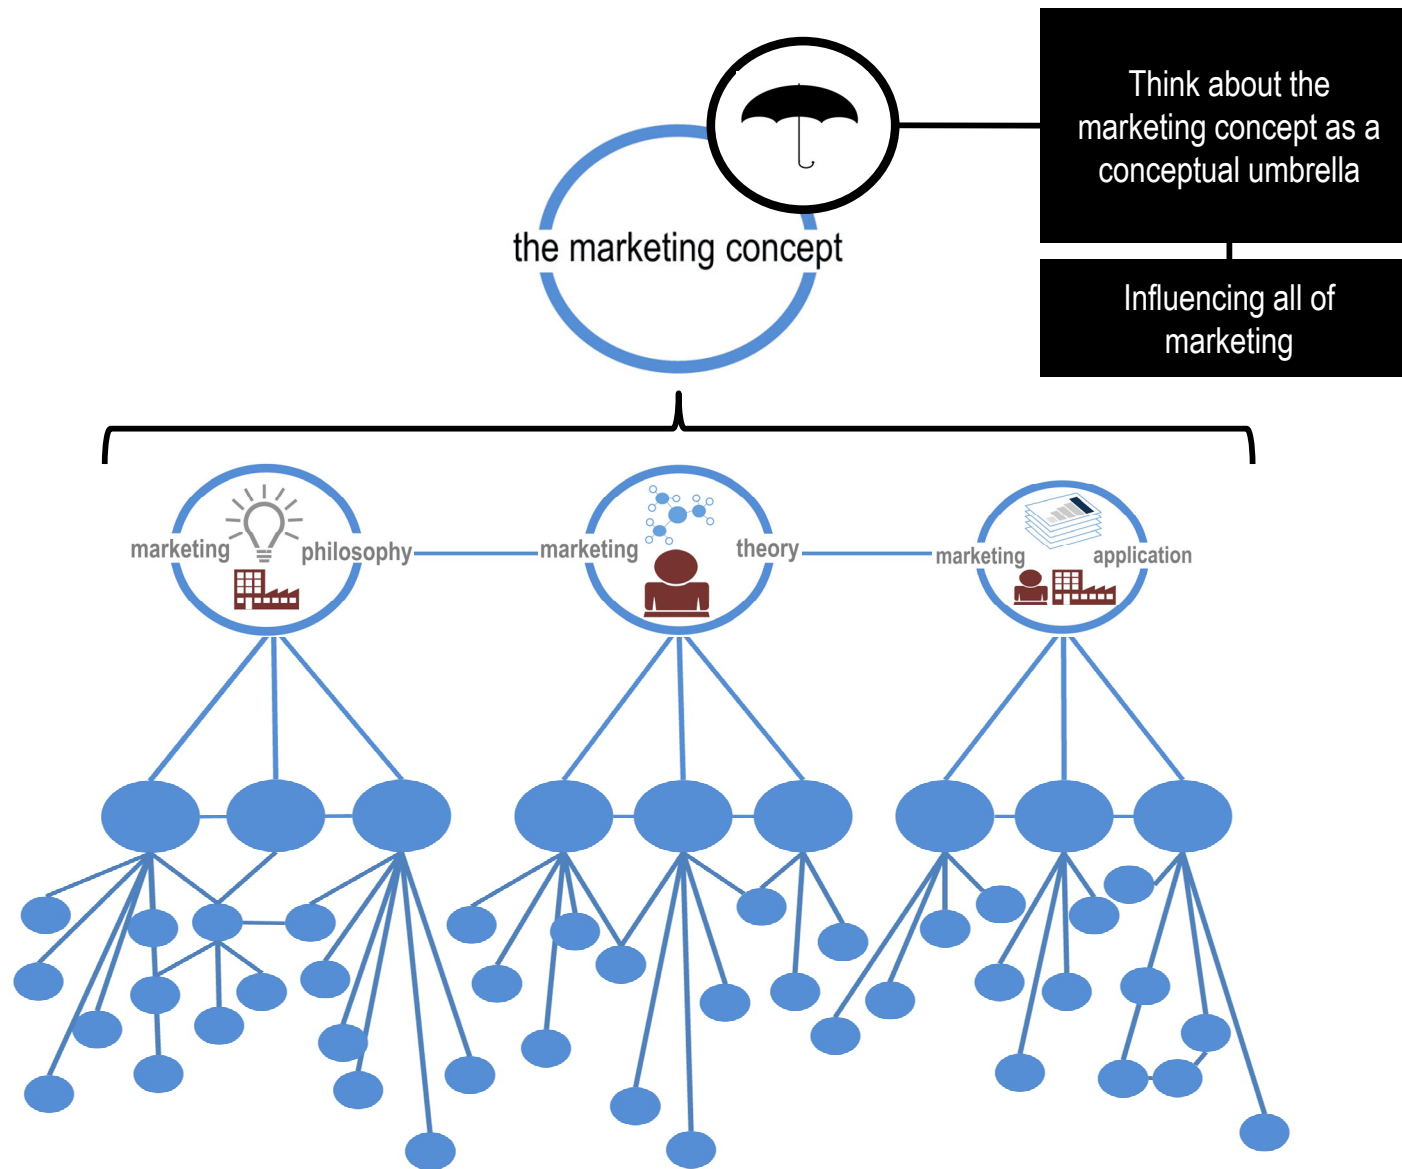 Think about the
marketing concept as a
conceptual umbrella
the marketing concept
Influencing all of
marketing
marketing philosophy
marketing theory
marketing application